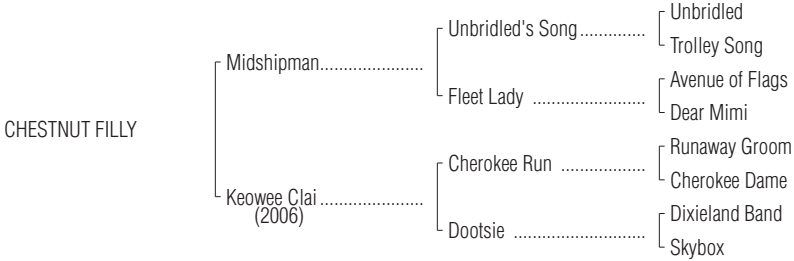 Unbridled
Unbridled's Song..............
Trolley Song
Midshipman......................
Avenue of Flags
Fleet Lady ........................
Dear Mimi
CHESTNUT FILLY
Runaway Groom
Cherokee Run ..................
Cherokee Dame
Keowee Clai......................
(2006)
Dixieland Band
Dootsie ............................
Skybox